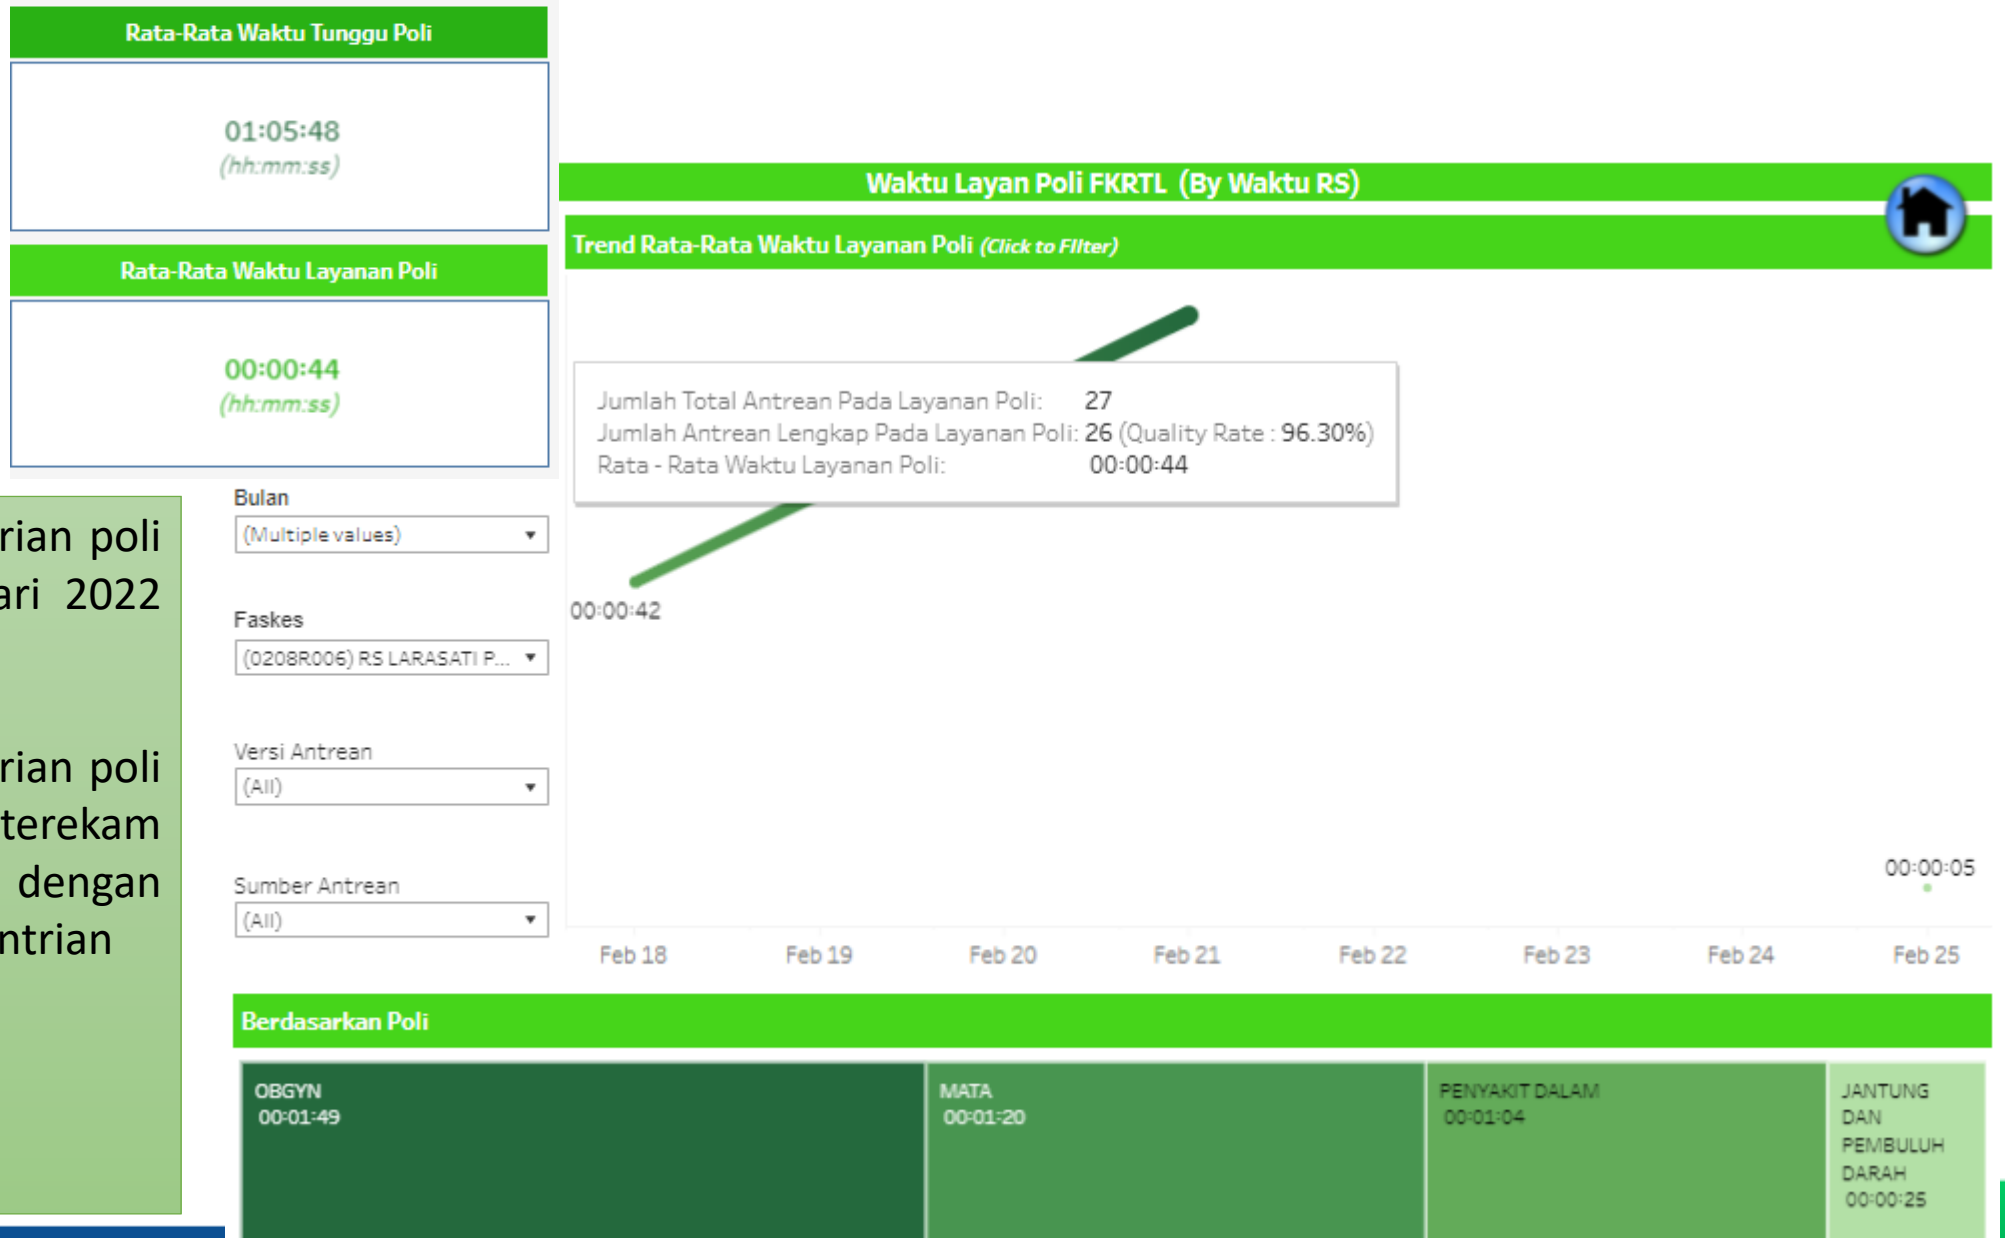 Rata-Rata Waktu Tunggu Poli
01:05:48
(hh:mm:ss)
Rata-Rata Waktu Layanan Poli
00:00:44
(hh:mm:ss)
Waktu Layan Poli FKRTL (By Waktu RS)
Trend Rata-Rata Waktu Layanan Poli (Click to FIlter)
Jumlah Total Antrean Pada Layanan Poli: 27
Jumlah Antrean Lengkap Pada Layanan Poli: 26 (Quality Rate : 96.30%)
Rata - Rata Waktu Layanan Poli: 00:00:44
00:00:42
00:00:05
Feb 18 Feb 19 Feb 20 Feb 21 Feb 22 Feb 23 Feb 24 Feb 25
rian poli
ari 2022
rian poli
terekam
dengan
ntrian
Bulan
(Multiple values)
Faskes
(0208R006) RS LARASATI P...
Versi Antrean
(All)
Sumber Antrean
(All)
Berdasarkan Poli
OBGYN
00:01:49
MATA
00:01:20
PENYAKIT DALAM
00:01:04
JANTUNG
DAN
PEMBULUH
DARAH
00:00:25